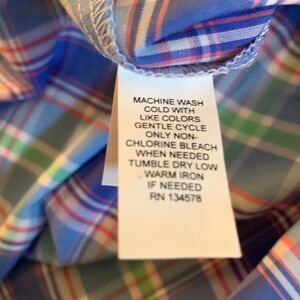 MACHINE WASH
COLD WITH
LIKE COLORS
GENTLE CYCLE
ONLY NON-
CHLORINE BLEACH
WHEN NEEDED
TUMBLE DRY LOW
WARM IRON
IF NEEDED
RN 134578